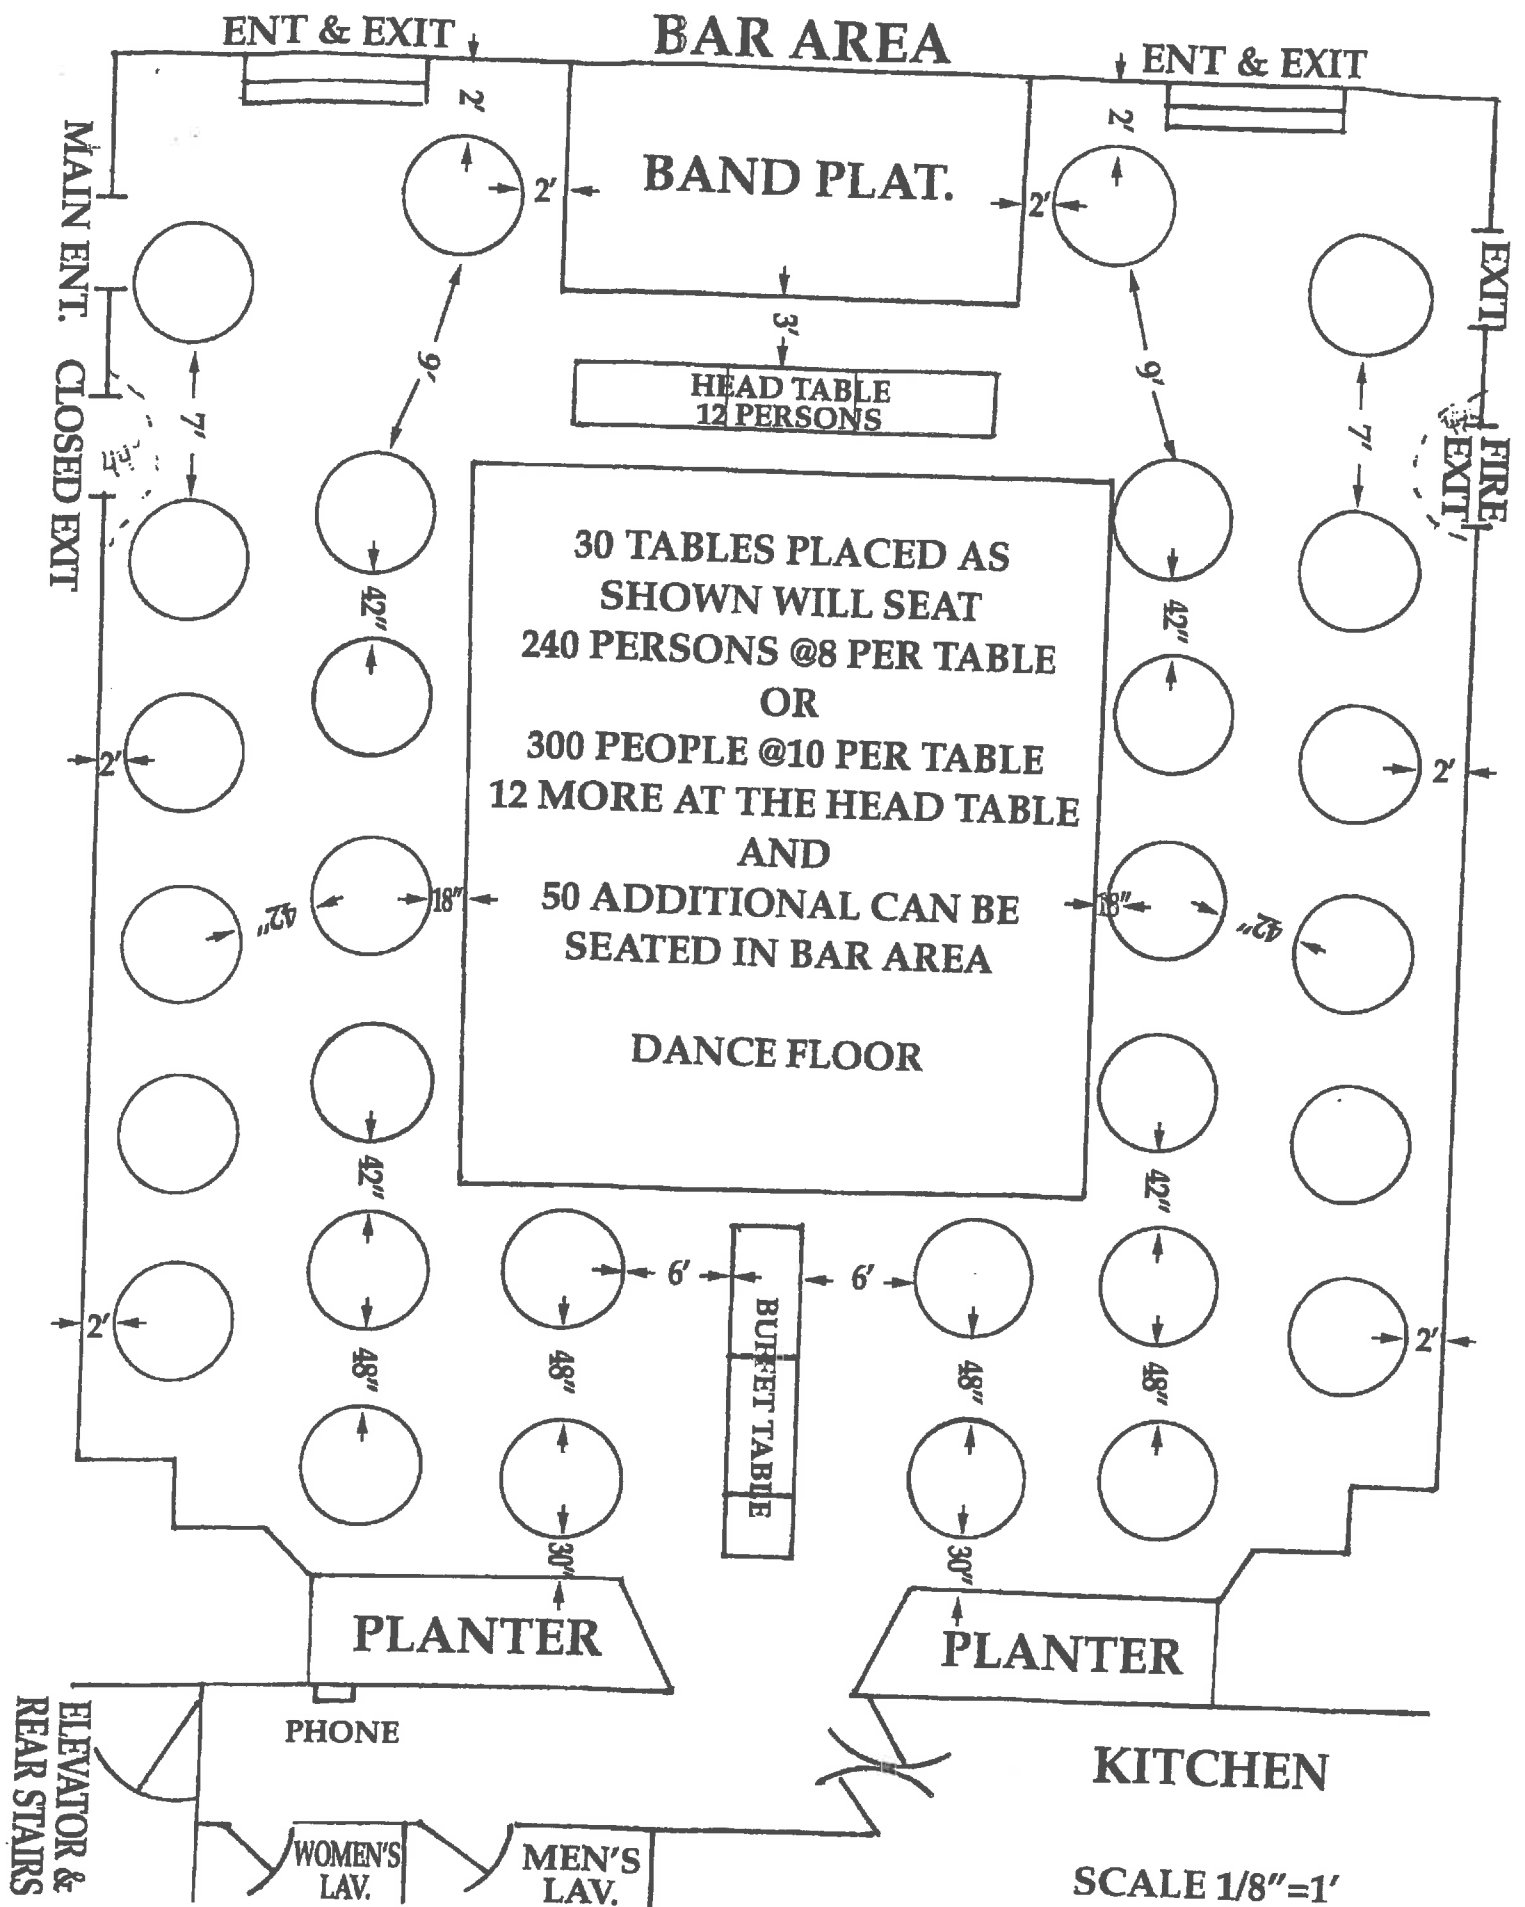 ENT & EXIT
BAR AREA
ENT & EXIT
2'
2'
MAIN ENT.
2'
BAND PLAT.
2'
EXIT
3'
9'
9'
HEAD TABLE
12 PERSONS
CLOSED EXIT
7'
7'
FIRE
EXIT
44"
30 TABLES PLACED AS
SHOWN WILL SEAT
240 PERSONS @8 PER TABLE
OR
300 PEOPLE @10 PER TABLE
12 MORE AT THE HEAD TABLE
AND
50 ADDITIONAL CAN BE
SEATED IN BAR AREA
DANCE FLOOR
42"
42"
2'
2'
42"
18"
18"
42"
42"
42"
6'
6'
BUFFET TABLE
2'
2'
48"
48"
48"
48"
30"
30"
PLANTER
PLANTER
PHONE
ELEVATOR &
REAR STAIRS
KITCHEN
WOMEN'S
LAV.
MEN'S
LAV.
SCALE 1/8"=1'